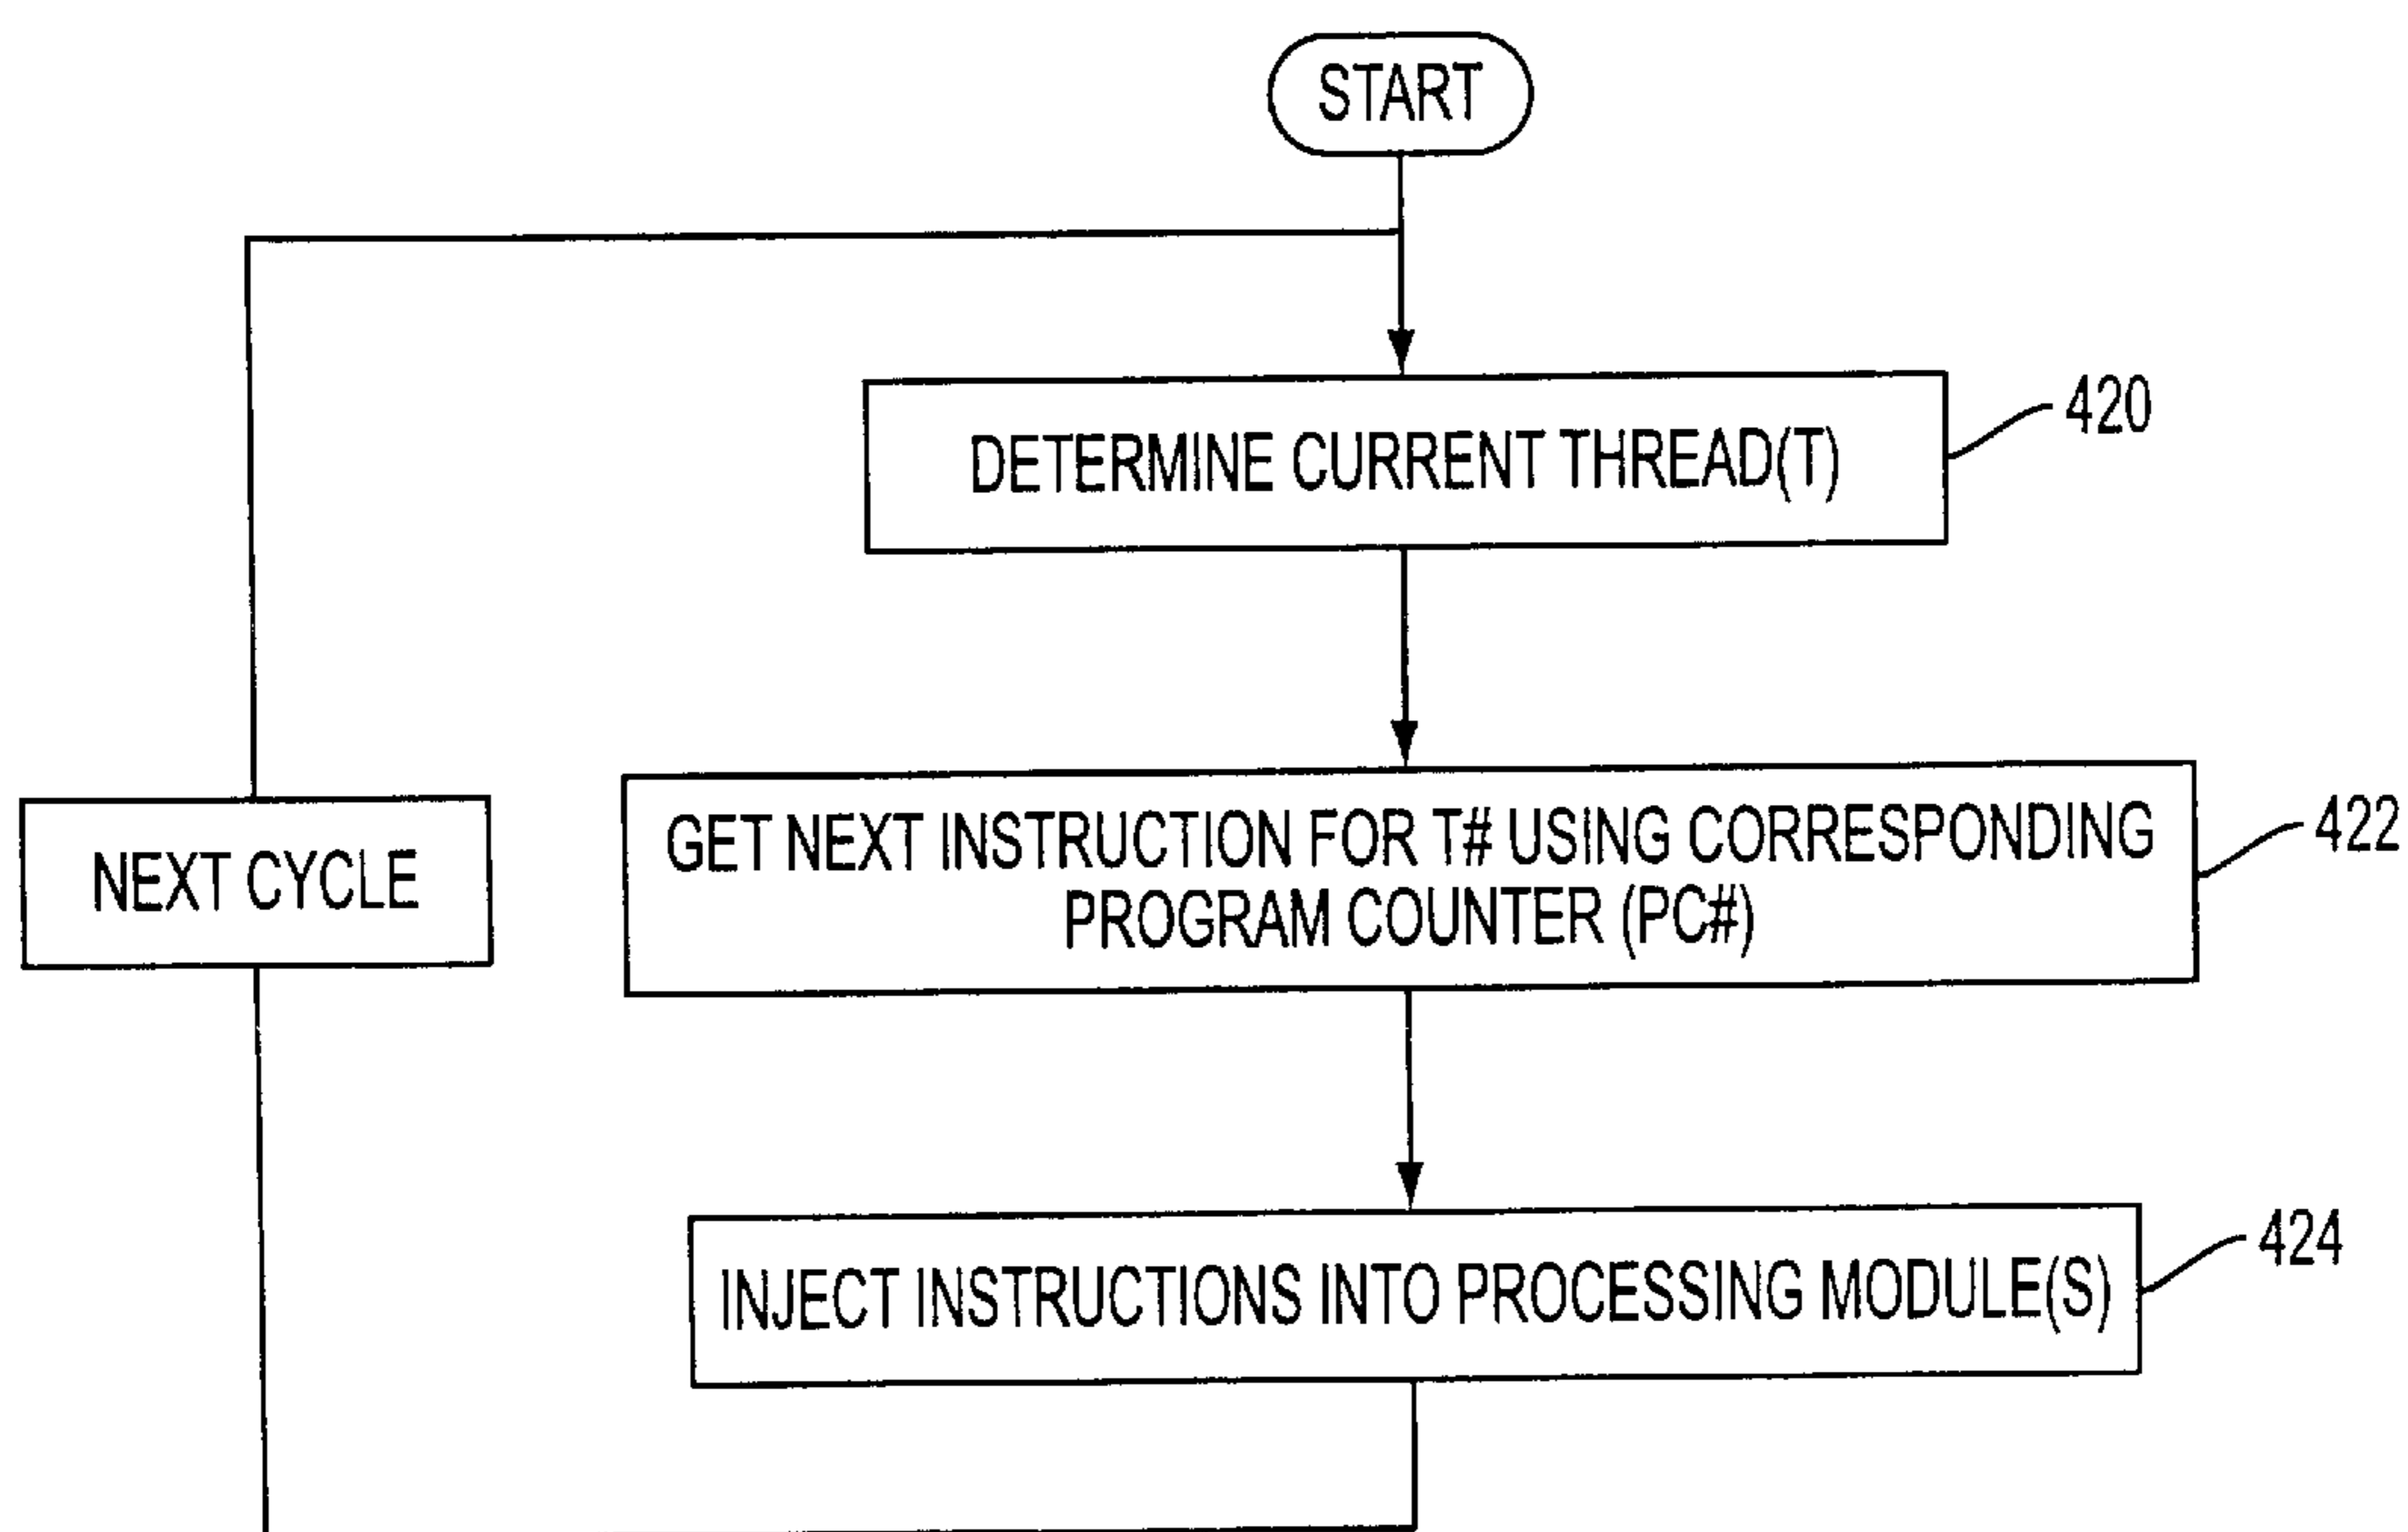 START
DETERMINE CURRENT THREAD(T)
420
NEXT CYCLE
GET NEXT INSTRUCTION FOR T# USING CORRESPONDING
PROGRAM COUNTER (PC#)
422
INJECT INSTRUCTIONS INTO PROCESSING MODULE(S)
424